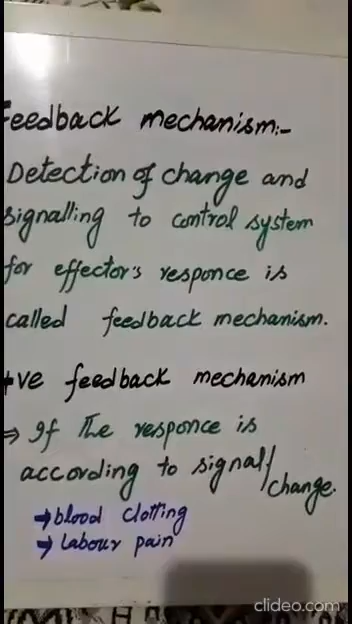 Feedback mechanism:-
Detection of change and
signalling to control system
for effector's responce is
called feedback mechanism.
+ve feedback mechanism
⇒ If the responce is
according to signal/
change.
→ blood clotting
→ Labour pain
clideo.com